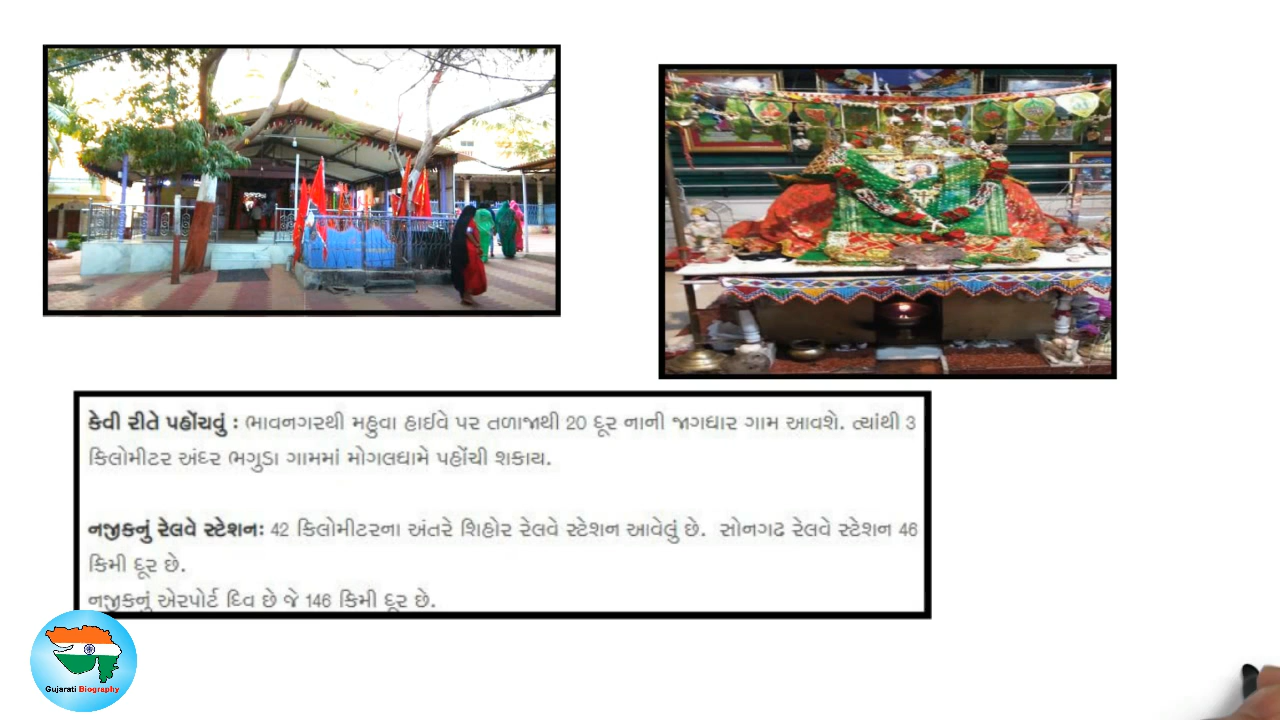 કેવી રીતે પહોંચવું : ભાવનગરથી મહુવા હાઈવે પર તળાજાથી 20 દૂર નાની જાગધાર ગામ આવશે. ત્યાંથી 3
કિલોમીટર અંદર ભગુડા ગામમાં મોગલધામે પહોંચી શકાય.
નજીકનું રેલવે સ્ટેશનઃ 42 કિલોમીટરના અંતરે શિહોર રેલવે સ્ટેશન આવેલું છે. સોનગઢ રેલવે સ્ટેશન 46
કિમી દૂર છે.
નજીકનું એરપોર્ટ દિવ છે જે 146 કિમી દૂર છે.
Gujarati Biography